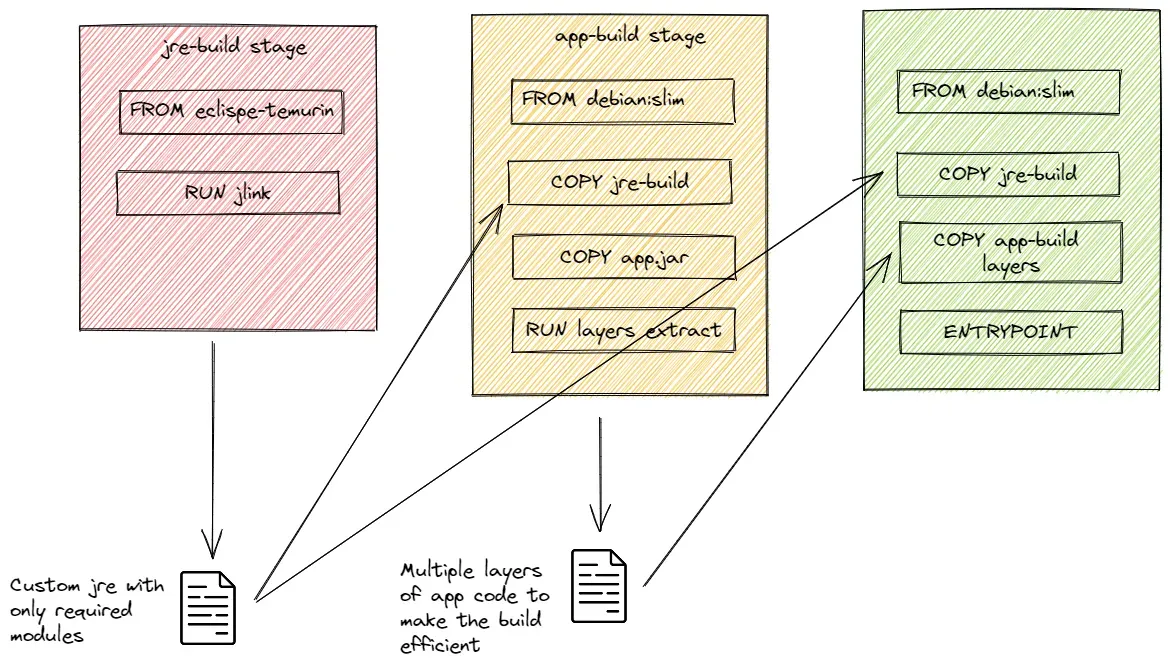 jre-build stage
FROM eclispe-temurin
RUN jlink
app-build stage
FROM debian:slim
COPY jre-build
COPY app.jar
RUN layers extract
FROM debian:slim
COPY jre-build
COPY app-build
layers
ENTRYPOINT
Custom jre with
only required
modules
Multiple layers
of app code to
make the build
efficient